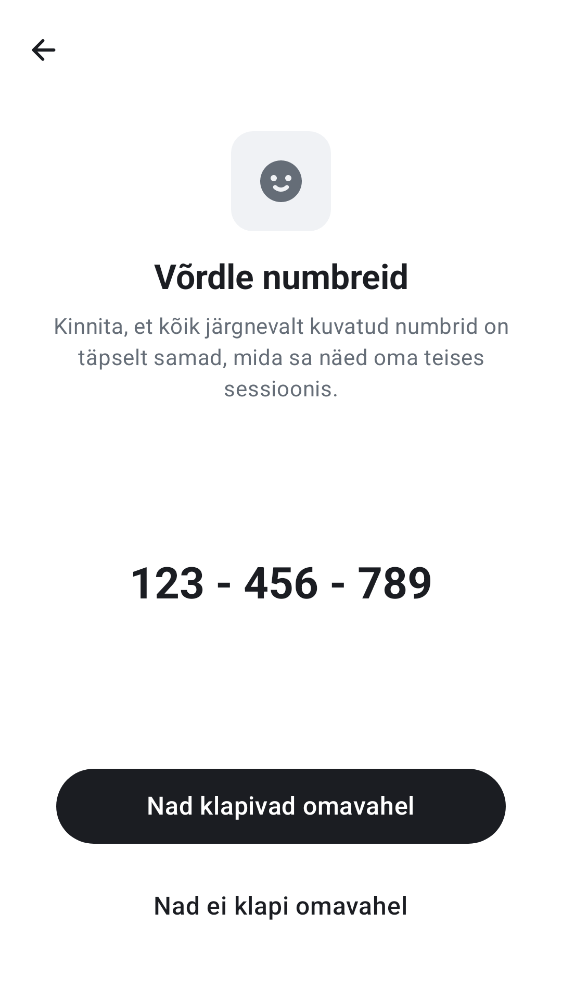 Võrdle numbreid
Kinnita, et kõik järgnevalt kuvatud numbrid on
täpselt samad, mida sa näed oma teises
sessioonis.
123 - 456 - 789
Nad klapivad omavahel
Nad ei klapi omavahel